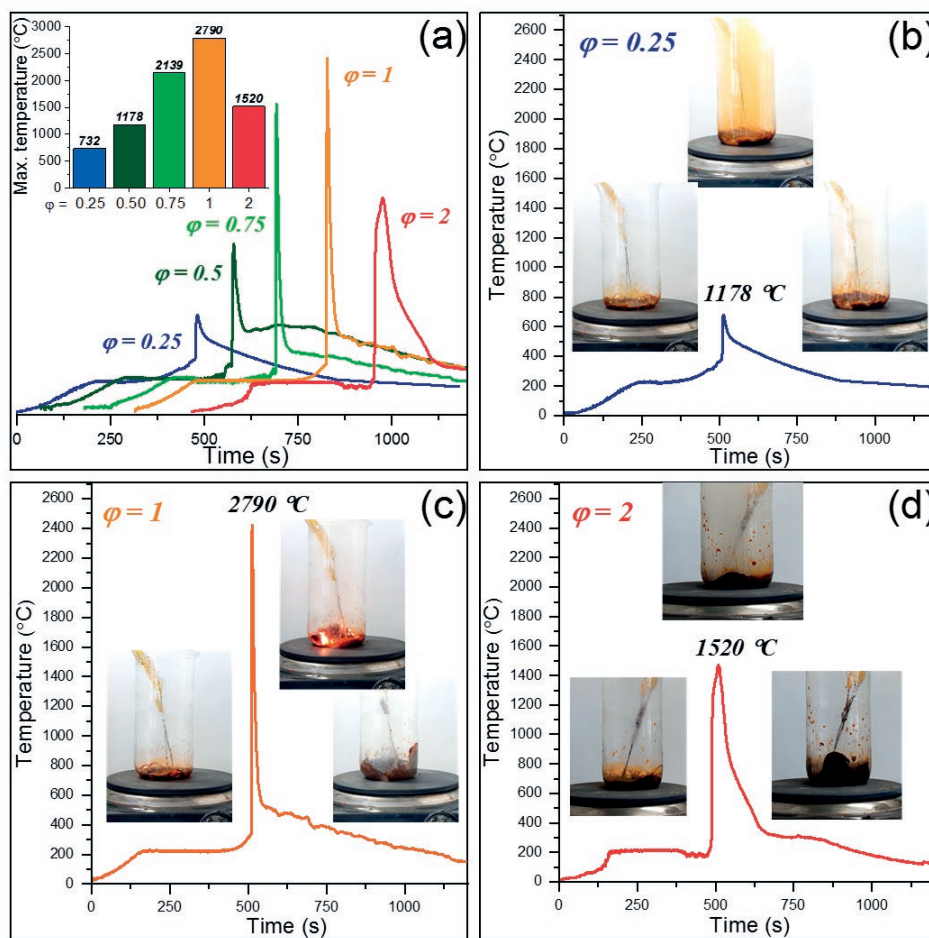 (a)
Max. temperature (°C)
3000
2500
2000
1500
1000
500
0
732
1178
2139
2790
1520
φ = 0.25 0.50 0.75 1 2
φ = 1
φ = 0.75
φ = 2
φ = 0.5
φ = 0.25
0 250 500 750 1000
Time (s)
(b)
φ = 0.25
1178 °C
Temperature (°C)
2600
2400
2200
2000
1800
1600
1400
1200
1000
800
600
400
200
0
0 250 500 750 1000
Time (s)
(c)
φ = 1
2790 °C
Temperature (°C)
2600
2400
2200
2000
1800
1600
1400
1200
1000
800
600
400
200
0
0 250 500 750 1000
Time (s)
(d)
φ = 2
1520 °C
Temperature (°C)
2600
2400
2200
2000
1800
1600
1400
1200
1000
800
600
400
200
0
0 250 500 750 1000
Time (s)